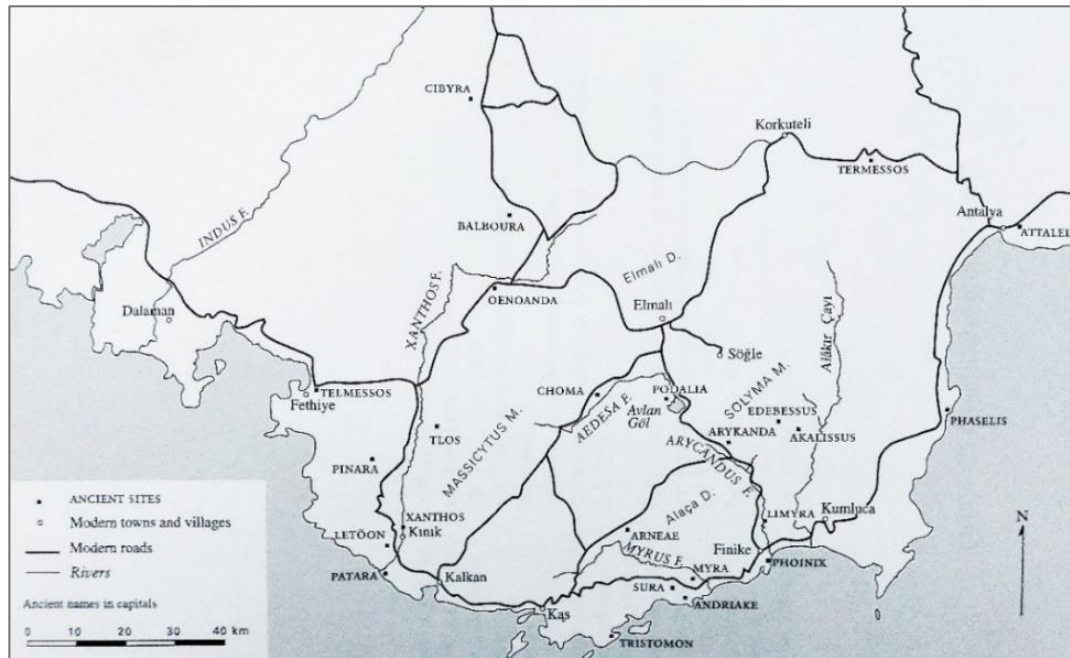 CIBYRA
Korkuteli
TERMESSOS
INDUS F.
BALBOURA
Antalya
ATTALEI
XANTHOS F.
OENOANDA
Elmalı D.
Elmalı
Dalaman
Söğle
Alâkır Çayı
TELMESSOS
Fethiye
CHOMA
AEDESA F.
PODALIA
Avlan
Göl
SOLYMA M.
EDEBESSUS
PHASELIS
TLOS
MASSICYTUS M.
ARYKANDA
AKALISSUS
PINARA
ARYCANDUS F.
Alaça D.
ANCIENT SITES
Modern towns and villages
Modern roads
Rivers
Ancient names in capitals
0 10 20 30 40 km
XANTHOS
Kınık
LETÖON
PATARA
Kalkan
ARNEAE
MYRUS F.
LIMYRA
Kumluca
Finike
PHOINIX
MYRA
SURA
ANDRIAKE
Kaş
TRISTOMON
N